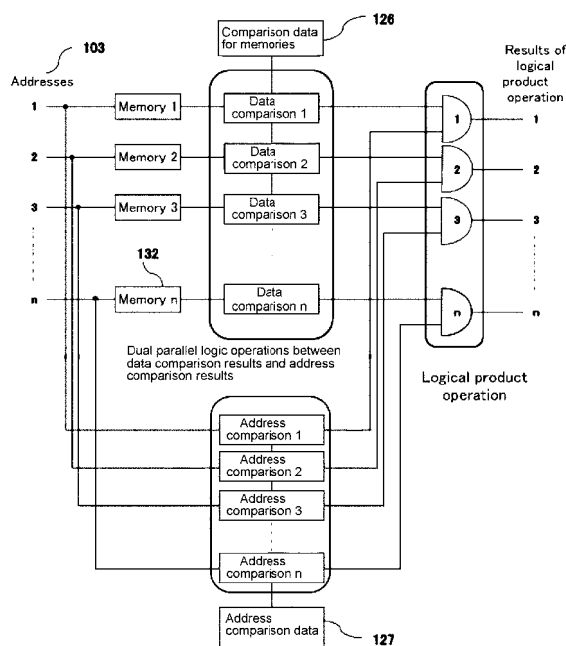 126
Comparison data
for memories
103
Addresses
Results of
logical
product
operation
1
Memory 1
Data
comparison 1
1
1
2
Memory 2
Data
comparison 2
2
2
3
Memory 3
Data
comparison 3
3
3
132
n
Memory n
Data
comparison n
n
n
Dual parallel logic operations between
data comparison results and address
comparison results
Logical product
operation
Address
comparison 1
Address
comparison 2
Address
comparison 3
Address
comparison n
Address
comparison data
127